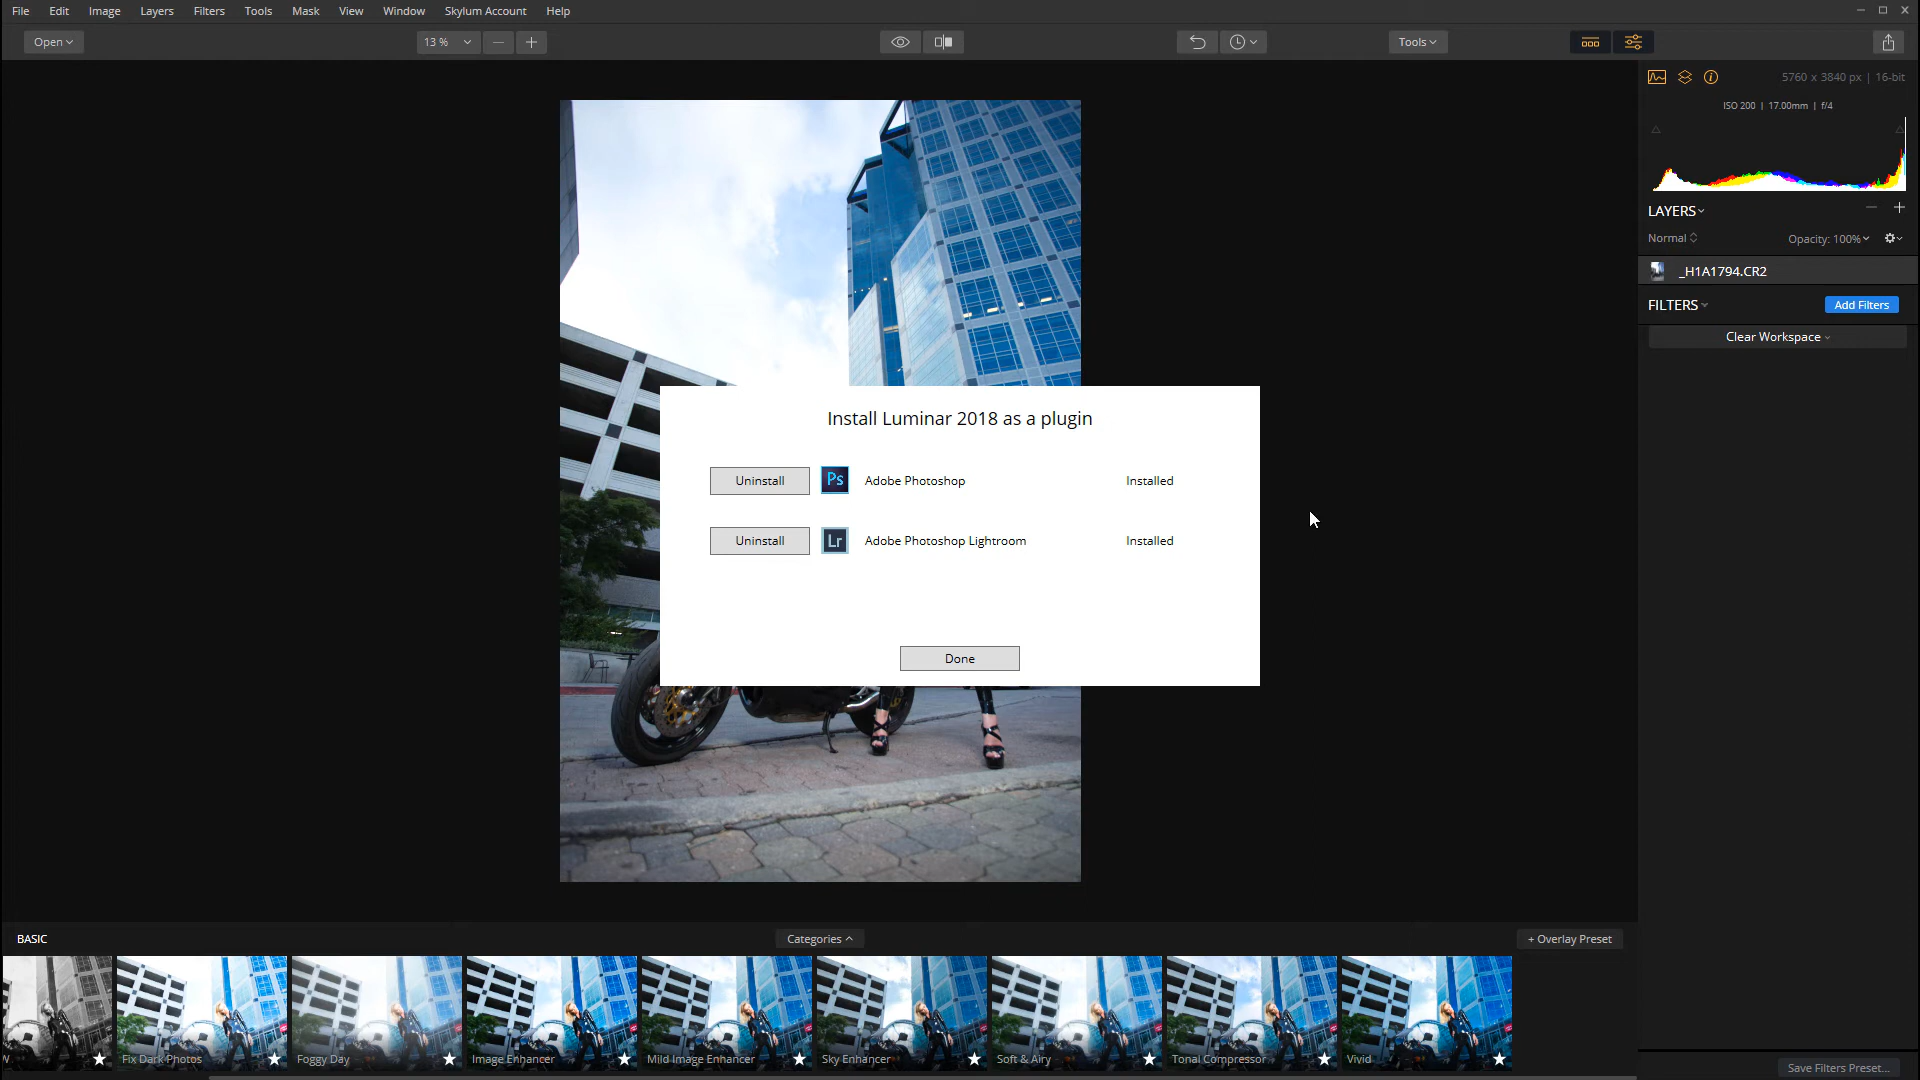 File Edit Image Layers Filters Tools Mask View Window Skylum Account Help
Open 13 % Tools
5760 x 3840 px | 16-bit
ISO 200 | 17.00mm | f/4
LAYERS
Normal Opacity: 100%
_H1A1794.CR2
FILTERS Add Filters
Clear Workspace
Install Luminar 2018 as a plugin
Uninstall Ps Adobe Photoshop Installed
Uninstall Lr Adobe Photoshop Lightroom Installed
Done
BASIC Categories + Overlay Preset
W Fix Dark Photos Foggy Day Image Enhancer Mild Image Enhancer Sky Enhancer Soft & Airy Tonal Compressor Vivid
Save Filters Preset...